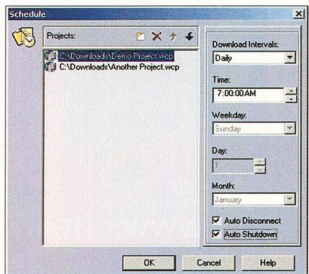 Schedule
Projects:
C:\Downloads\Demo Project.wcp
C:\Downloads\Another Project.wcp
Download Intervals:
Daily
Time:
7:00:00 AM
Weekday:
Sunday
Day:
1
Month:
January
Auto Disconnect
Auto Shutdown
OK
Cancel
Help